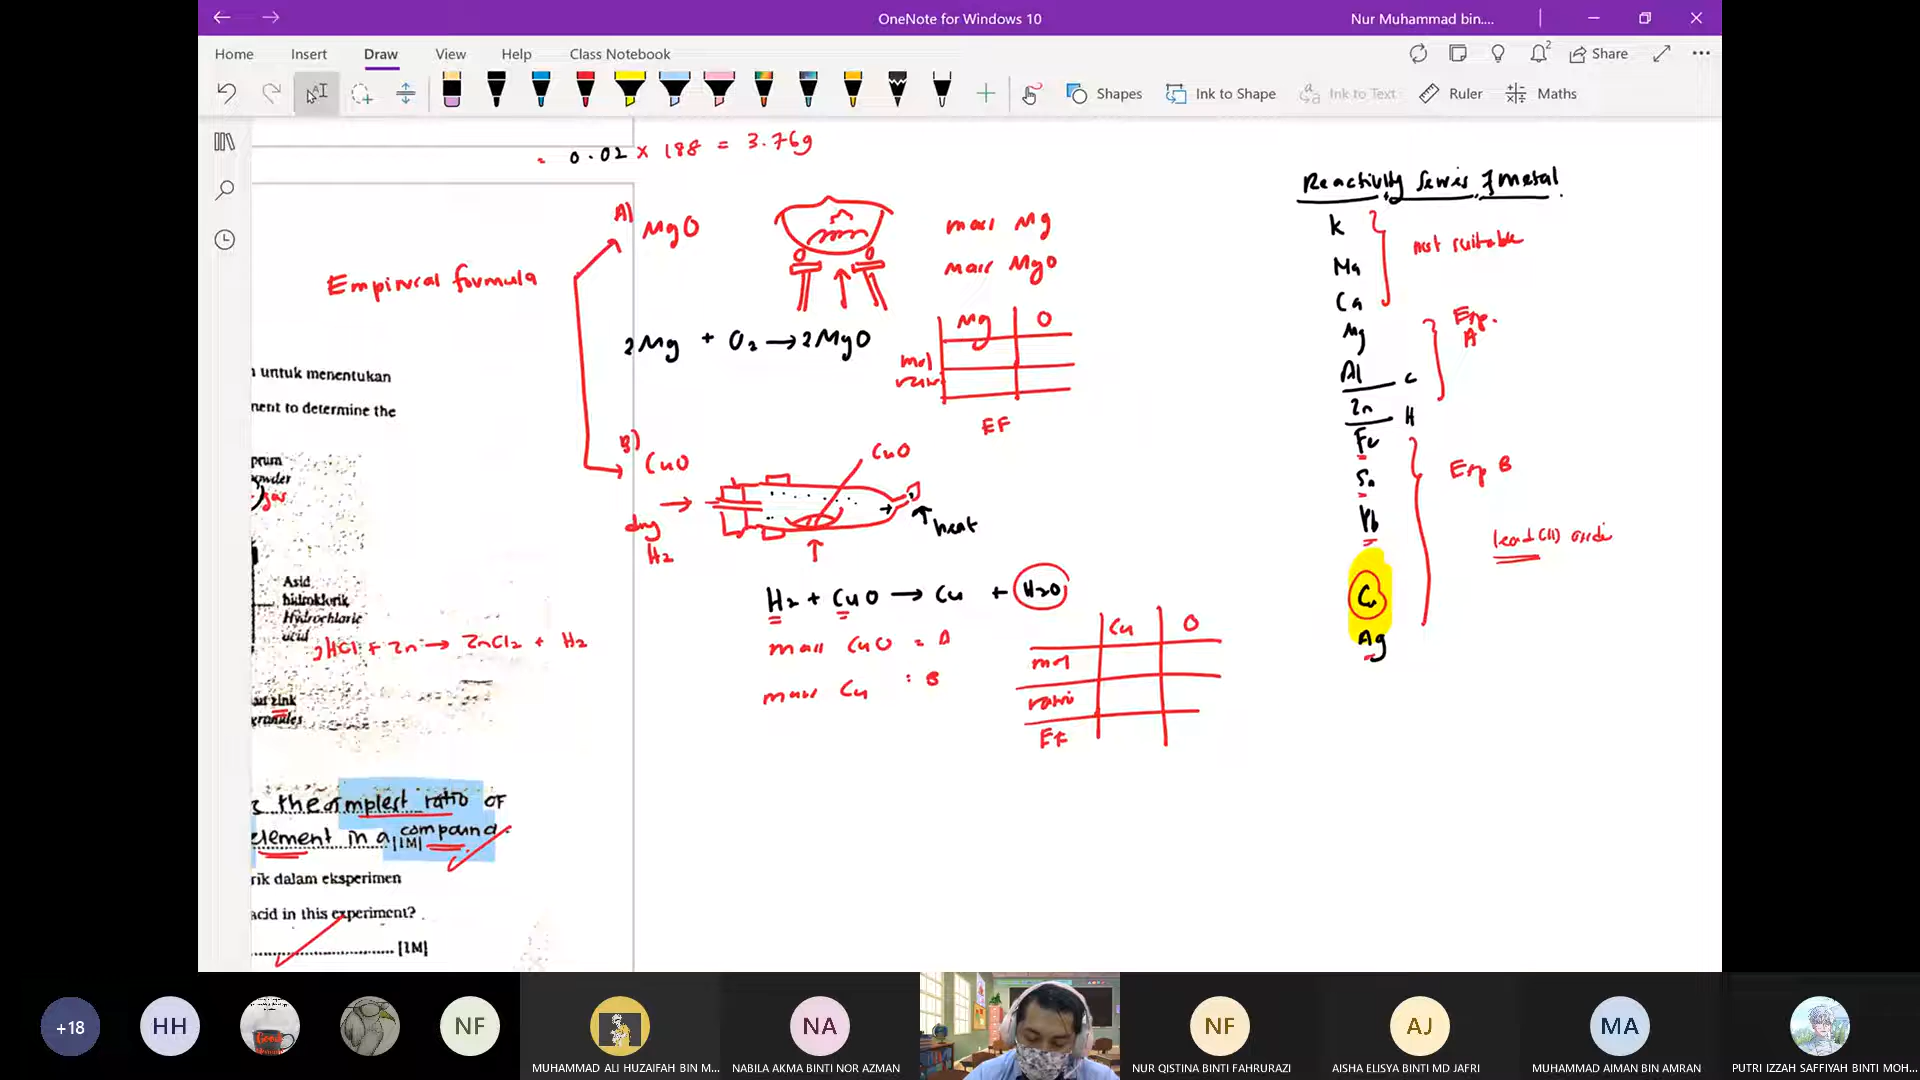 OneNote for Windows 10
Nur Muhammad bin....
Home Insert Draw View Help Class Notebook
2
Share
Shapes Ink to Shape Ink to Text Ruler Maths
= 0.02 × 188 = 3.76g
Empirical formula
A) MgO
mass Mg
mass MgO
2Mg + O2 → 2MgO
Mg O
mol
ratio
EF
untuk menentukan
ment to determine the
powder
gas
Asid
hidroklorik
Hydrochloric
acid
2HCl + Zn → ZnCl2 + H2
zink
granules
B) CuO
CuO
dry
H2
heat
H2 + CuO → Cu + H2O
mass CuO = A
mass Cu : B
Cu O
mol
ratio
EF
the simplest ratio OF
element in a compound.
[1M]
rik dalam eksperimen
acid in this experiment?
[1M]
Reactivity Series of metal
K
Na
Ca
not suitable
Mg
Al C
Exp.
A
Zn H
Fe
Sn
Pb
Exp B
lead (II) oxide
Cu
Ag
+18
HH
NF
MUHAMMAD ALI HUZAIFAH BIN M...
NA
NABILA AKMA BINTI NOR AZMAN
NF
NUR QISTINA BINTI FAHRURAZI
AJ
AISHA ELISYA BINTI MD JAFRI
MA
MUHAMMAD AIMAN BIN AMRAN
PUTRI IZZAH SAFFIYAH BINTI MOH...